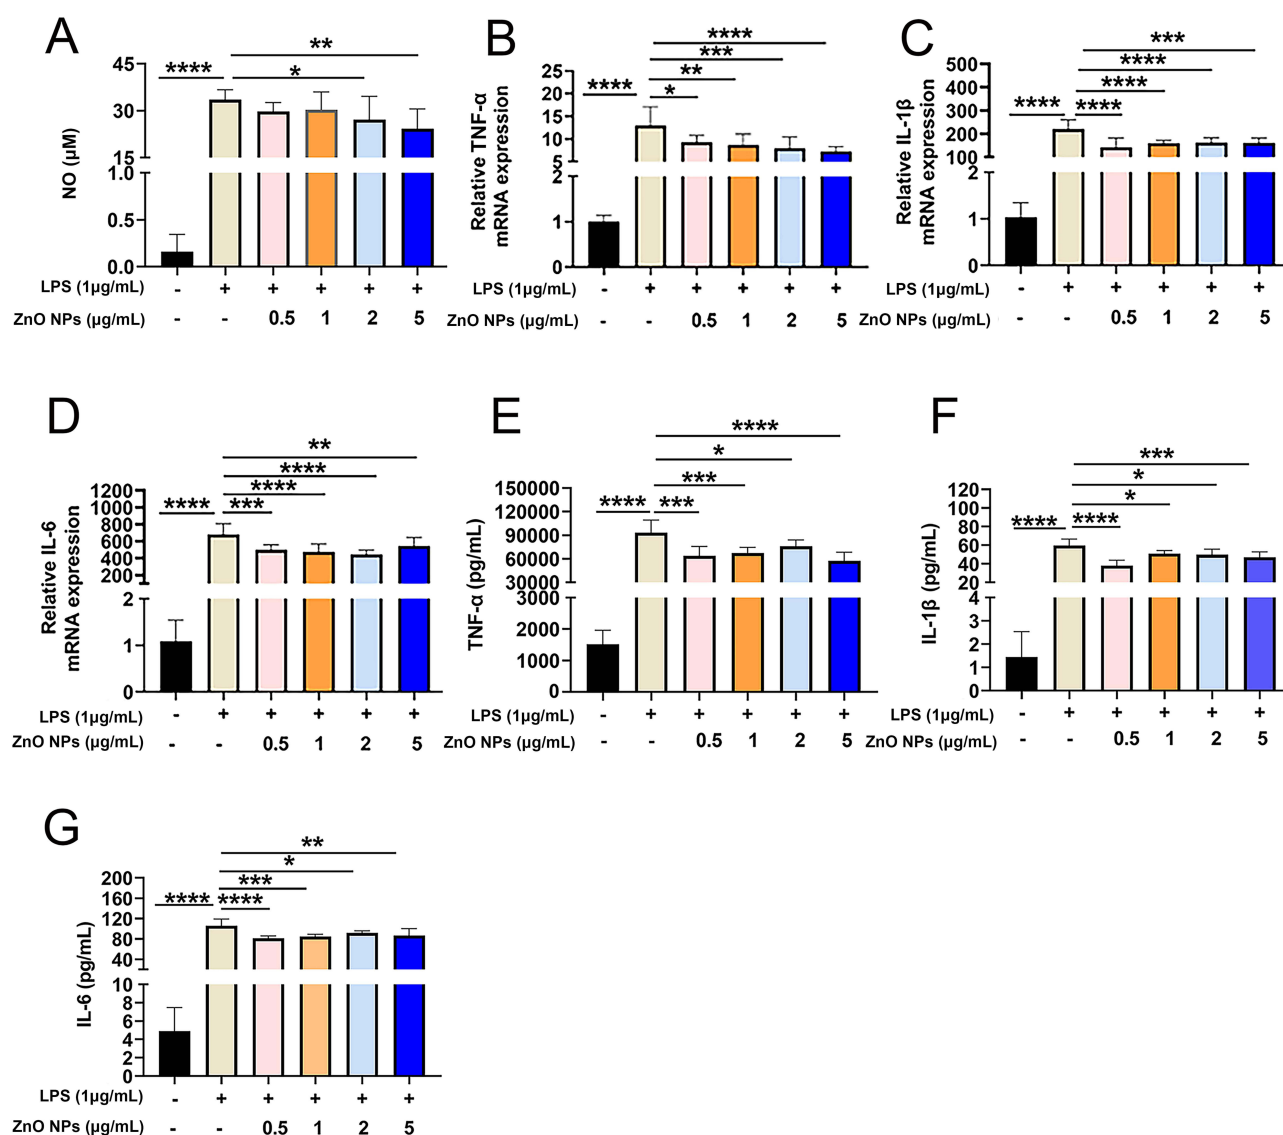 A
B
C
**
****
*
NO (μM)
45
30
15
1.0
0.5
0.0
LPS (1μg/mL) - + + + + +
ZnO NPs (μg/mL) - - 0.5 1 2 5
****
***
**
**** *
Relative TNF-α
mRNA expression
25
20
15
10
5
2
1
0
LPS (1μg/mL) - + + + + +
ZnO NPs (μg/mL) - - 0.5 1 2 5
***
****
****
**** ****
Relative IL-1β
mRNA expression
500
400
300
200
100
2
1
0
LPS (1μg/mL) - + + + + +
ZnO NPs (μg/mL) - - 0.5 1 2 5
D
E
F
**
****
****
**** ***
Relative IL-6
mRNA expression
1200
1000
800
600
400
200
2
1
0
LPS (1μg/mL) - + + + + +
ZnO NPs (μg/mL) - - 0.5 1 2 5
****
*
***
**** ***
TNF-α (pg/mL)
150000
120000
90000
60000
30000
3000
2000
1000
0
LPS (1μg/mL) - + + + + +
ZnO NPs (μg/mL) - - 0.5 1 2 5
***
*
*
**** ****
IL-1β (pg/mL)
120
100
80
60
40
20
4
3
2
1
0
LPS (1μg/mL) - + + + + +
ZnO NPs (μg/mL) - - 0.5 1 2 5
G
**
*
***
**** ****
IL-6 (pg/mL)
200
160
120
80
40
10
8
6
4
2
0
LPS (1μg/mL) - + + + + +
ZnO NPs (μg/mL) - - 0.5 1 2 5